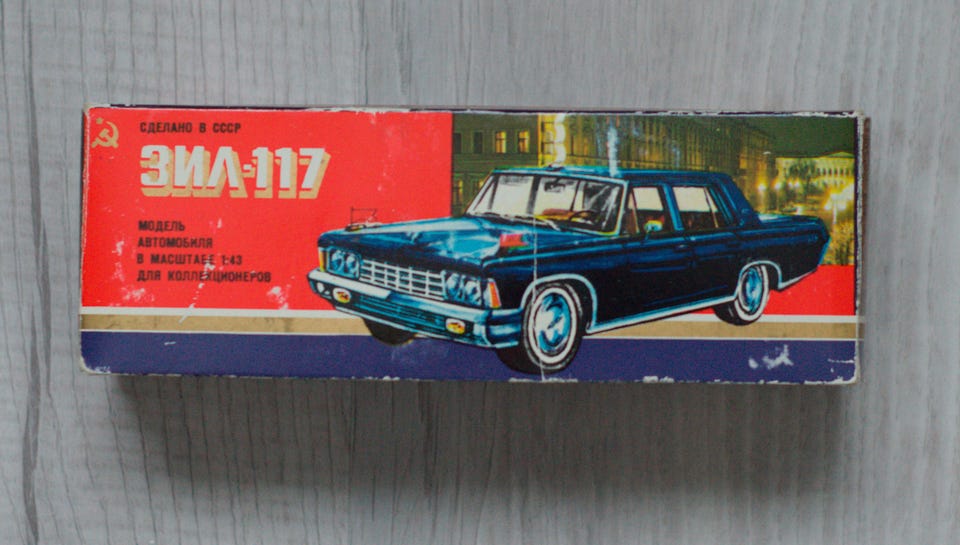 СДЕЛАНО В СССР
ЗИЛ-117
МОДЕЛЬ
АВТОМОБИЛЯ
В МАСШТАБЕ 1:43
ДЛЯ КОЛЛЕКЦИОНЕРОВ